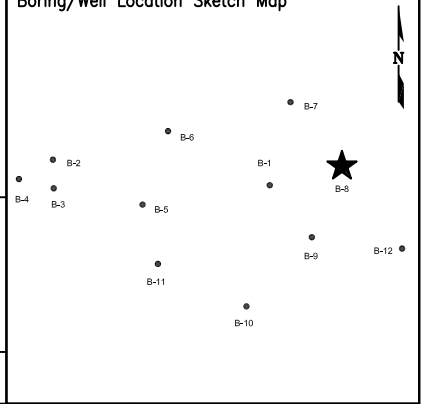 Boring/Well Location Sketch Map
N
B-7
B-6
B-2
B-1
B-8
B-4
B-3
B-5
B-9
B-12
B-11
B-10